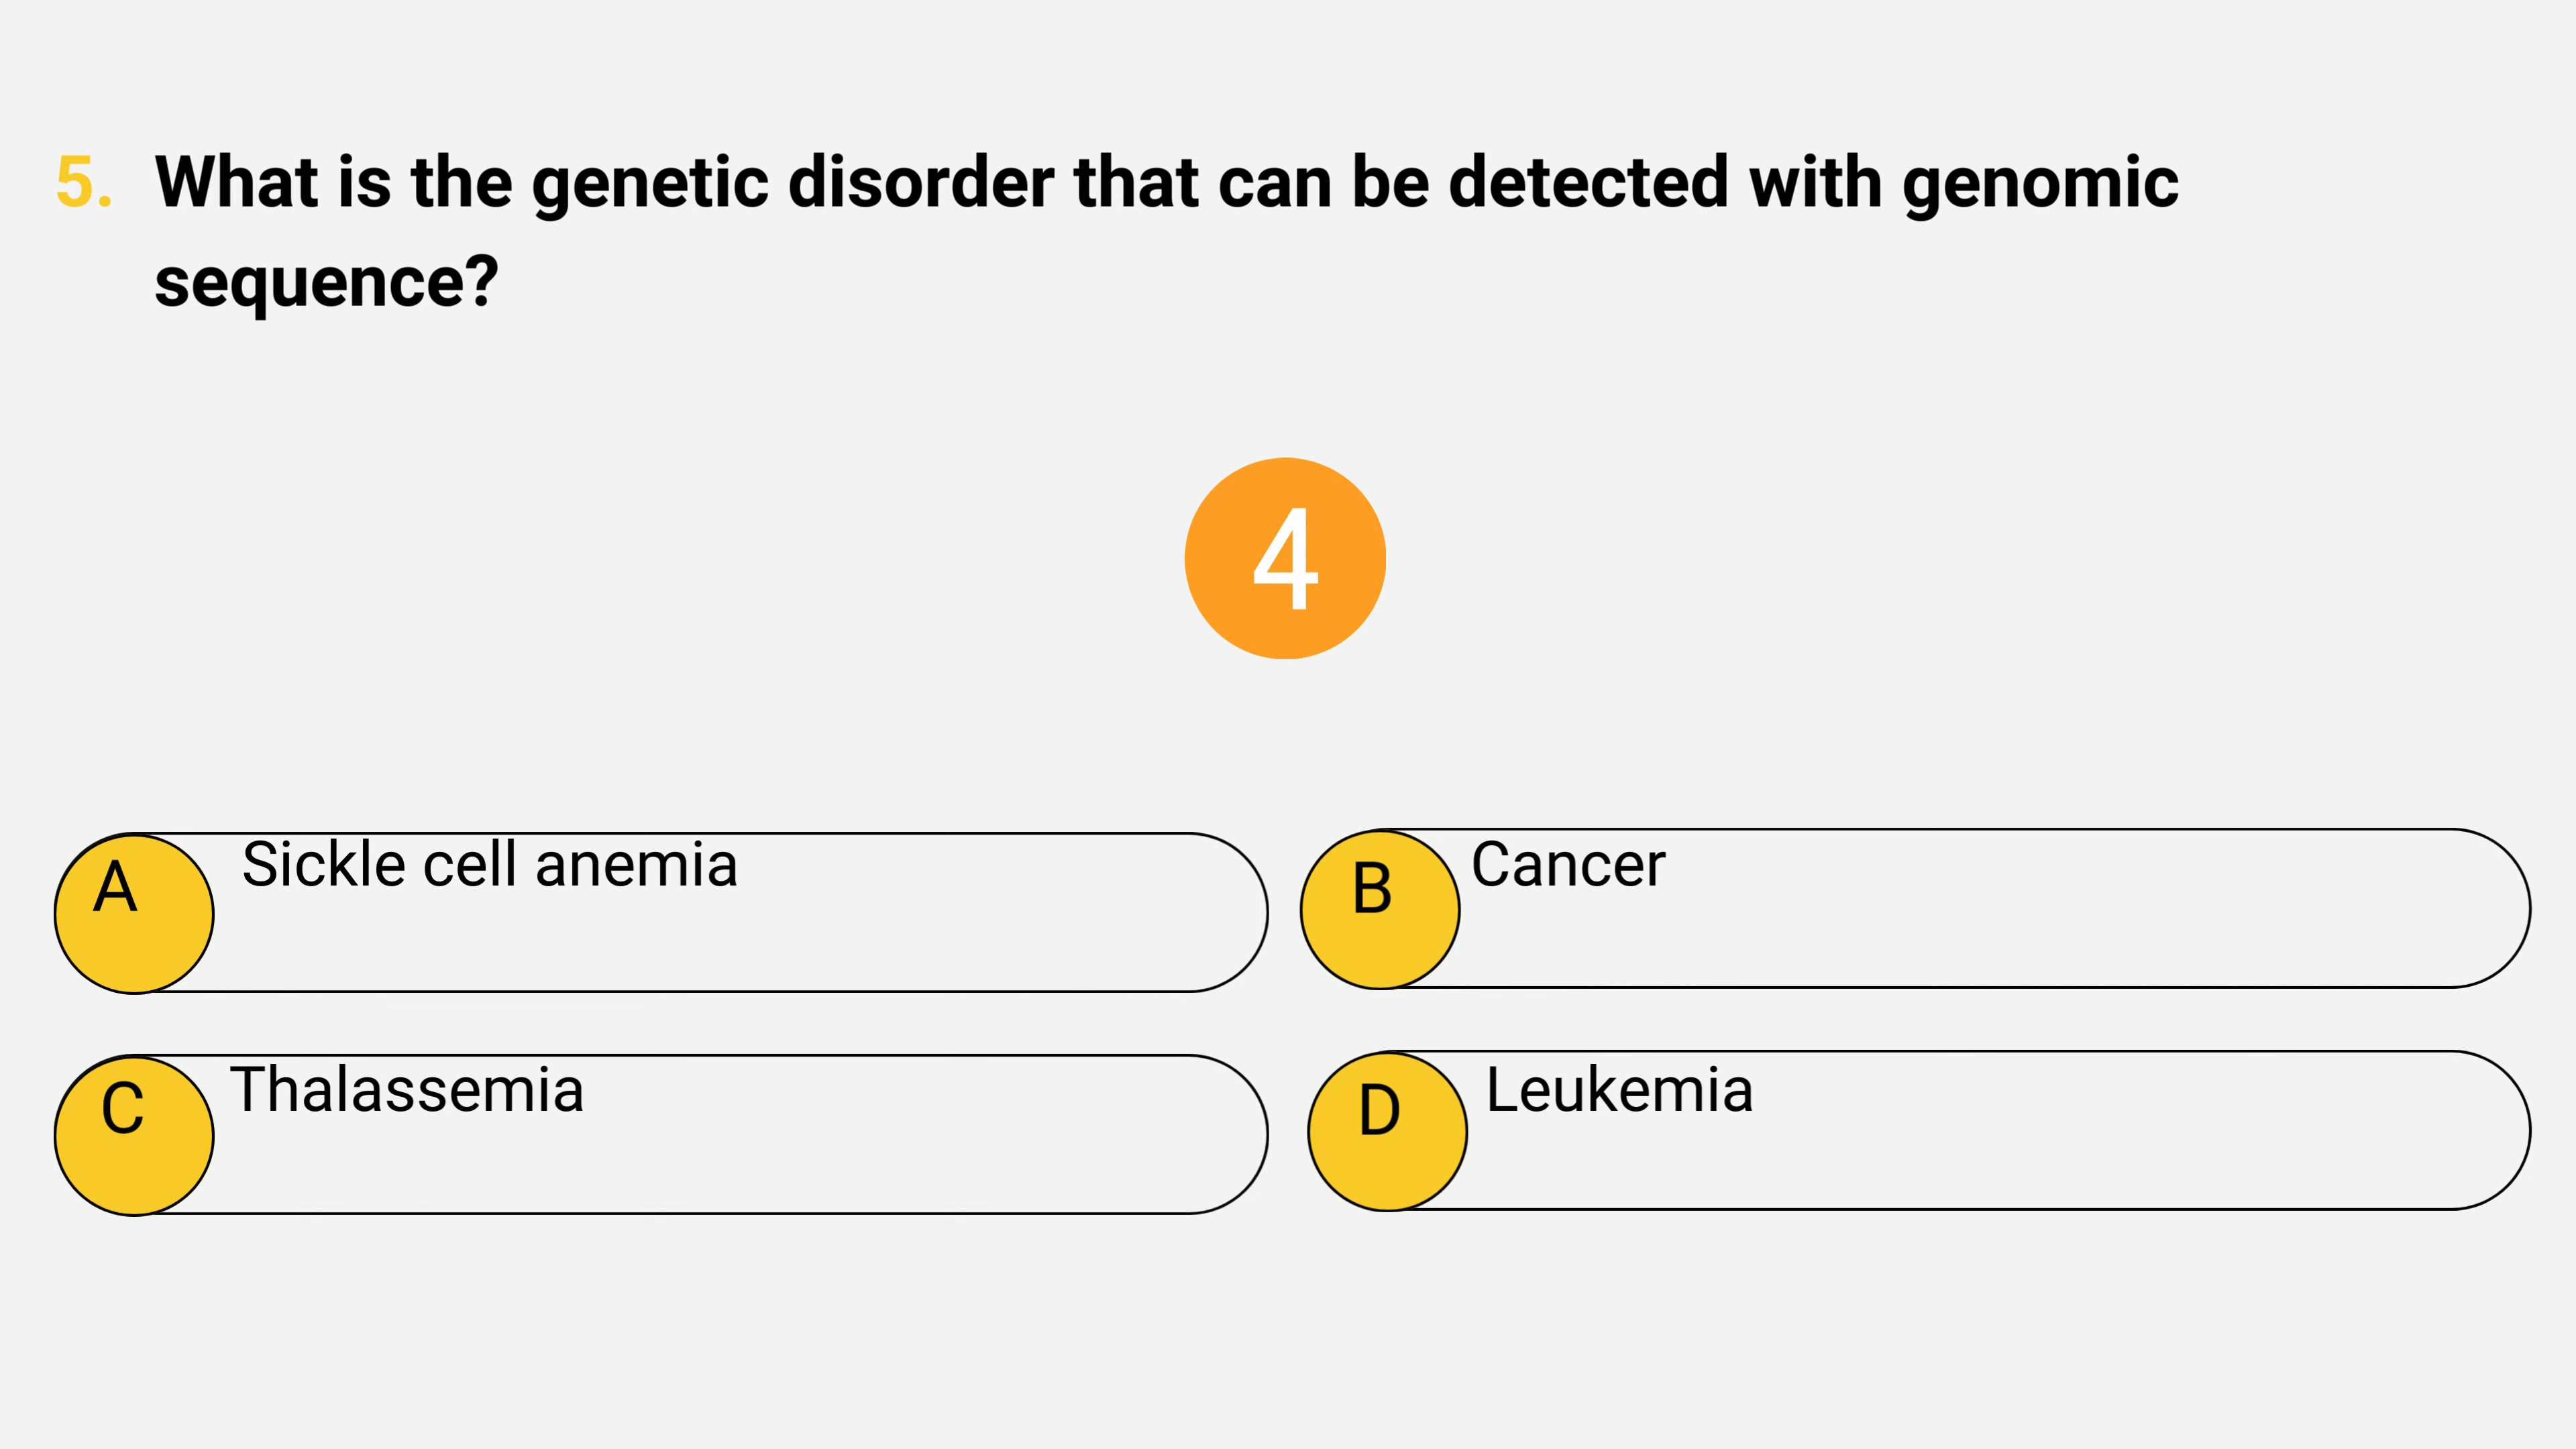 5. What is the genetic disorder that can be detected with genomic
sequence?
4
A Sickle cell anemia
B Cancer
C Thalassemia
D Leukemia